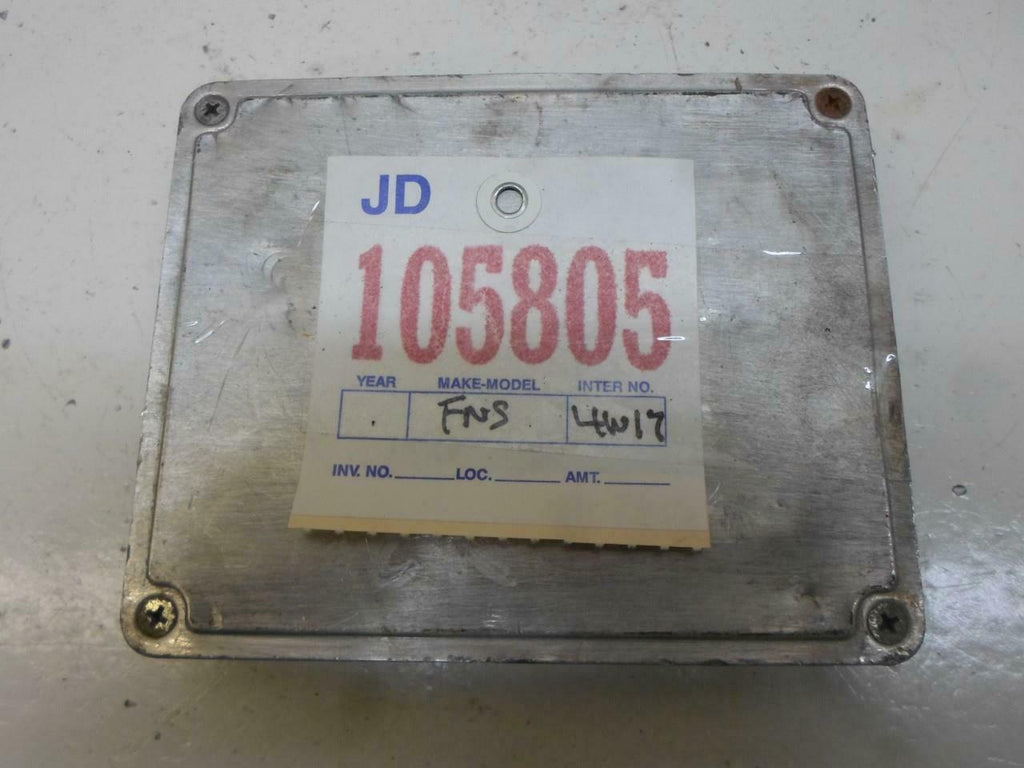 JD
105805
YEAR MAKE-MODEL INTER NO.
. FNS 4W17
INV. NO. LOC. AMT.